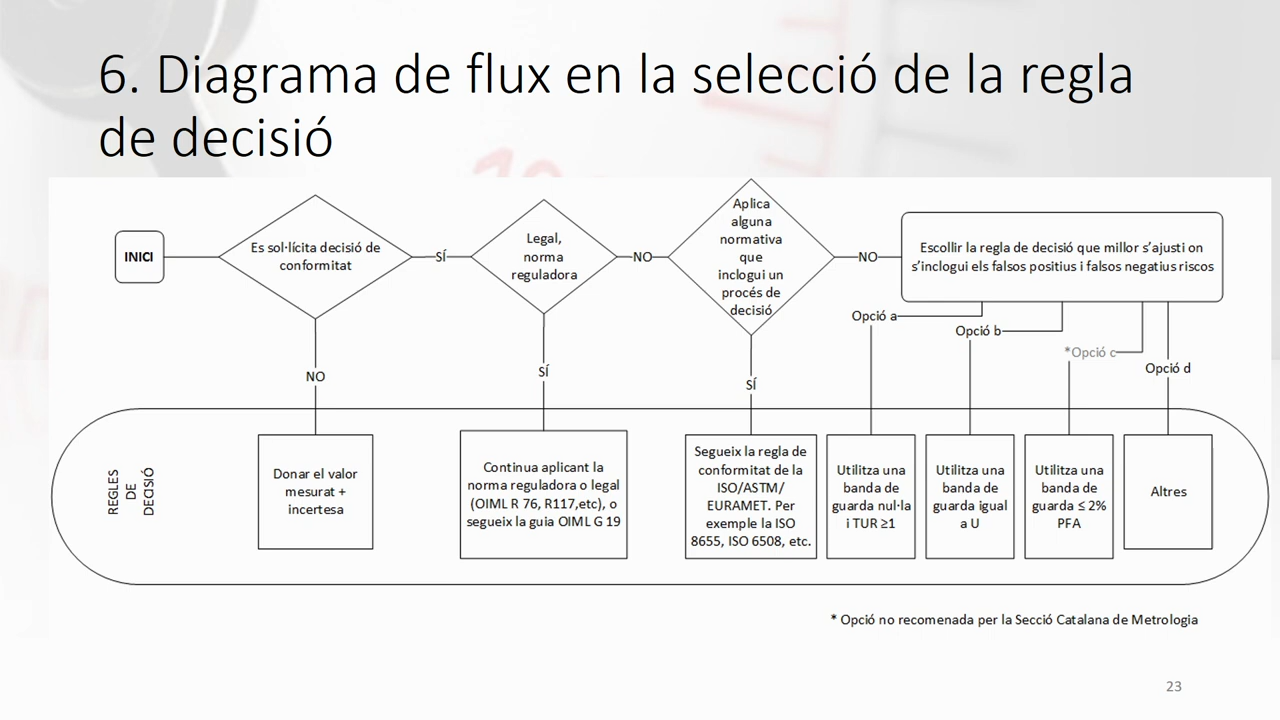 6. Diagrama de flux en la selecció de la regla
de decisió
INICI
Es sol·lícita decisió de
conformitat
SÍ
Legal,
norma
reguladora
NO
Aplica
alguna
normativa
que
inclogui un
procés de
decisió
NO
Escollir la regla de decisió que millor s'ajusti on
s'inclogui els falsos positius i falsos negatius riscos
Opció a
Opció b
*Opció c
Opció d
NO
SÍ
SÍ
REGLES
DE
DECISIÓ
Donar el valor
mesurat +
incertesa
Continua aplicant la
norma reguladora o legal
(OIML R 76, R117,etc), o
segueix la guia OIML G 19
Segueix la regla de
conformitat de la
ISO/ASTM/
EURAMET. Per
exemple la ISO
8655, ISO 6508, etc.
Utilitza una
banda de
guarda nul·la
i TUR ≥1
Utilitza una
banda de
guarda igual
a U
Utilitza una
banda de
guarda ≤ 2%
PFA
Altres
* Opció no recomenada per la Secció Catalana de Metrologia
23